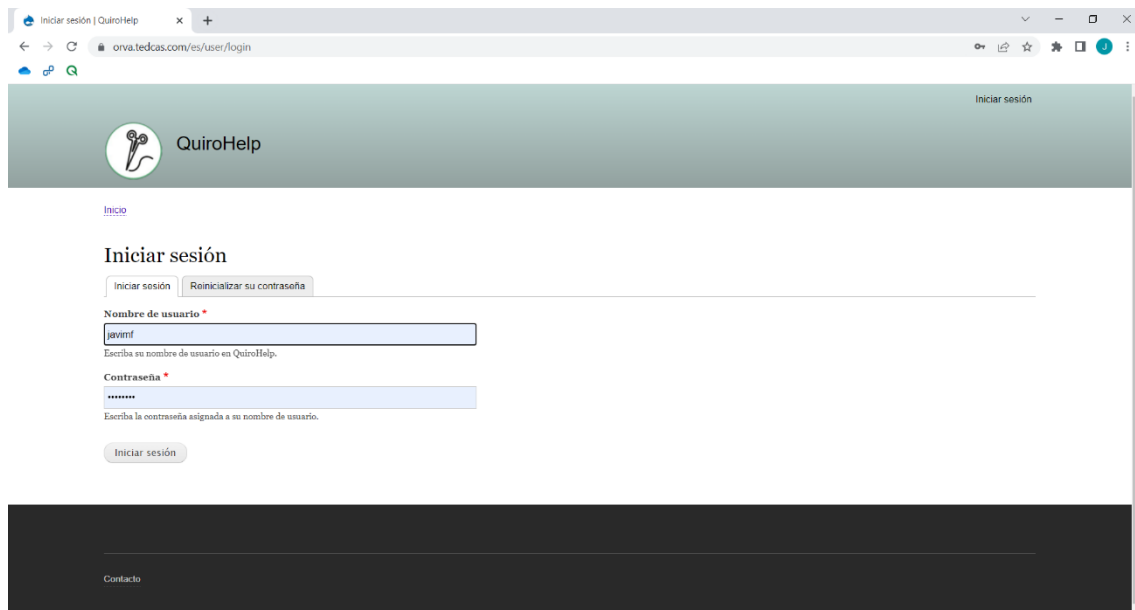 Iniciar sesión | QuiroHelp
orva.tedcas.com/es/user/login
J
Iniciar sesión
QuiroHelp
Inicio
Iniciar sesión
Iniciar sesión Reinicializar su contraseña
Nombre de usuario *
javimf
Escriba su nombre de usuario en QuiroHelp.
Contraseña *
••••••••
Escriba la contraseña asignada a su nombre de usuario.
Iniciar sesión
Contacto